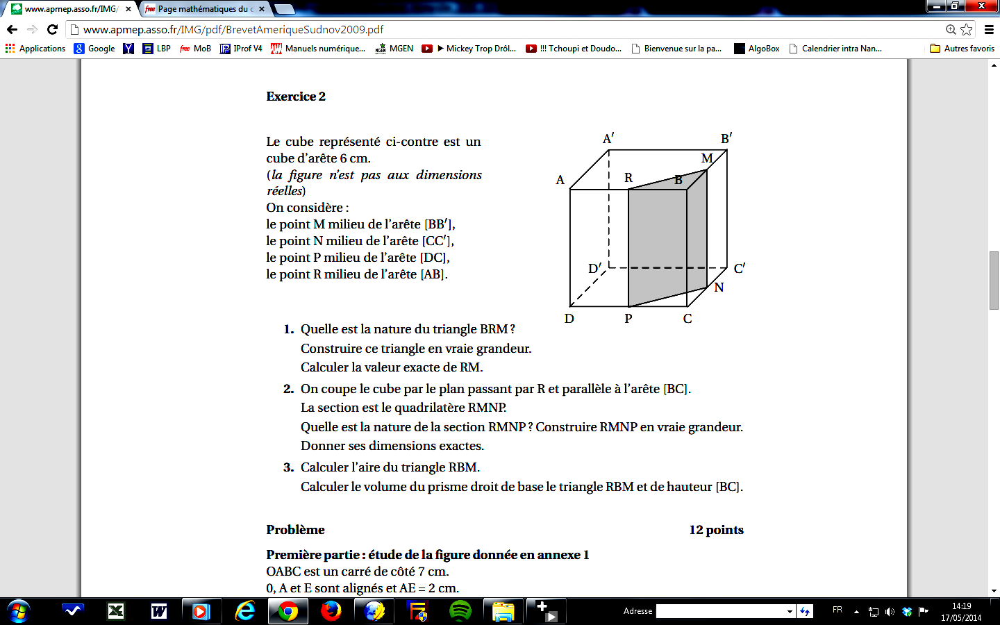 www.apmep.asso.fr/IMG/
Page mathématiques du c
www.apmep.asso.fr/IMG/pdf/BrevetAmeriqueSudnov2009.pdf
Applications Google LBP MoB IProf V4 Manuels numérique... MGEN ► Mickey Trop Drôl... !!! Tchoupi et Doudo... Bienvenue sur la pa... AlgoBox Calendrier intra Nan... Autres favoris
Exercice 2
Le cube représenté ci-contre est un
cube d'arête 6 cm.
(la figure n'est pas aux dimensions
réelles)
On considère :
le point M milieu de l'arête [BB′],
le point N milieu de l'arête [CC′],
le point P milieu de l'arête [DC],
le point R milieu de l'arête [AB].
A′ B′
M
A R B
D′ C′
N
D P C
1. Quelle est la nature du triangle BRM ?
Construire ce triangle en vraie grandeur.
Calculer la valeur exacte de RM.
2. On coupe le cube par le plan passant par R et parallèle à l'arête [BC].
La section est le quadrilatère RMNP.
Quelle est la nature de la section RMNP ? Construire RMNP en vraie grandeur.
Donner ses dimensions exactes.
3. Calculer l'aire du triangle RBM.
Calculer le volume du prisme droit de base le triangle RBM et de hauteur [BC].
Problème 12 points
Première partie : étude de la figure donnée en annexe 1
OABC est un carré de côté 7 cm.
0, A et E sont alignés et AE = 2 cm.
Adresse FR 14:19
17/05/2014